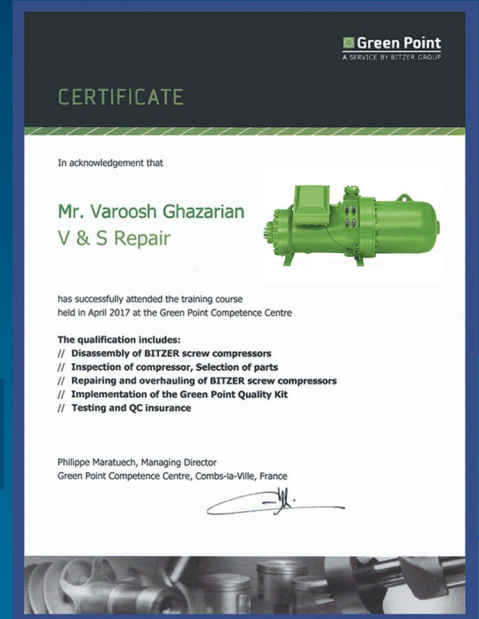 Green Point
A SERVICE BY BITZER GROUP
CERTIFICATE
In acknowledgement that
Mr. Varoosh Ghazarian
V & S Repair
has successfully attended the training course
held in April 2017 at the Green Point Competence Centre
The qualification includes:
// Disassembly of BITZER screw compressors
// Inspection of compressor, Selection of parts
// Repairing and overhauling of BITZER screw compressors
// Implementation of the Green Point Quality Kit
// Testing and QC insurance
Philippe Maratuech, Managing Director
Green Point Competence Centre, Combs-la-Ville, France